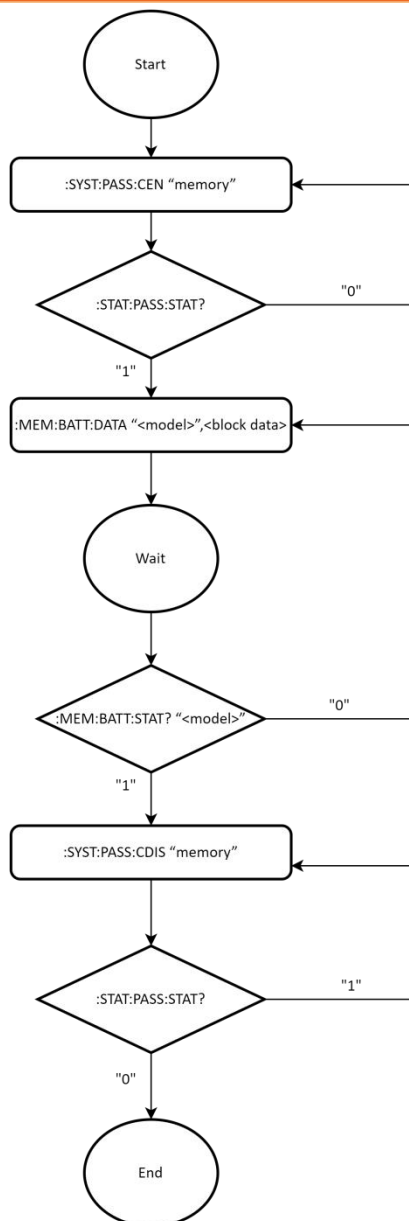 Start
:SYST:PASS:CEN “memory”
:STAT:PASS:STAT?
"0"
"1"
:MEM:BATT:DATA “<model>”,<block data>
Wait
:MEM:BATT:STAT? “<model>”
"0"
"1"
:SYST:PASS:CDIS “memory”
:STAT:PASS:STAT?
"1"
"0"
End